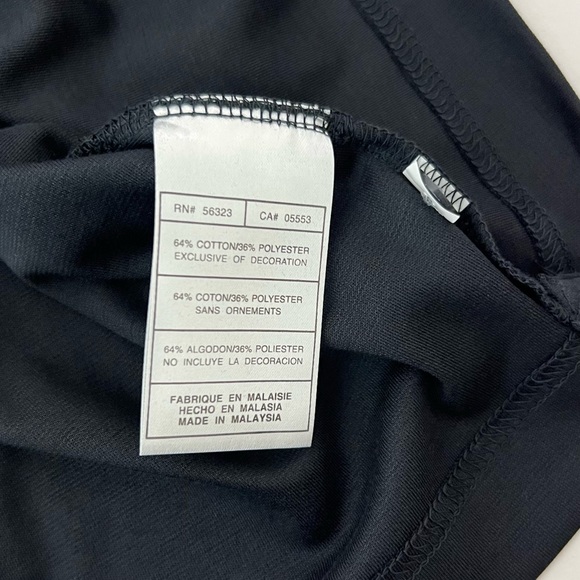 RN# 56323 CA# 05553
64% COTTON/36% POLYESTER
EXCLUSIVE OF DECORATION
64% COTON/36% POLYESTER
SANS ORNEMENTS
64% ALGODON/36% POLIESTER
NO INCLUYE LA DECORACION
FABRIQUE EN MALAISIE
HECHO EN MALASIA
MADE IN MALAYSIA